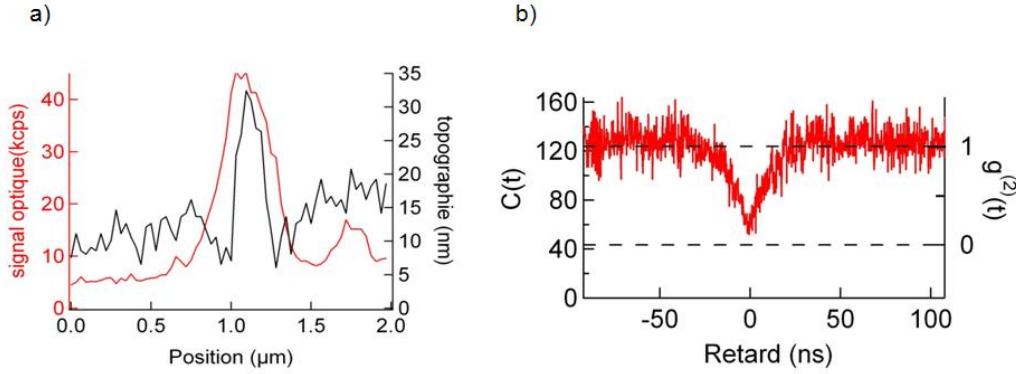 a)
signal optique(kcps)
40
30
20
10
0
35
30
25
20
15
10
5
0
topographie (nm)
0.0 0.5 1.0 1.5 2.0
Position (µm)
b)
C(t)
160
120
80
40
0
1
0
g(2)(t)
-50 0 50 100
Retard (ns)